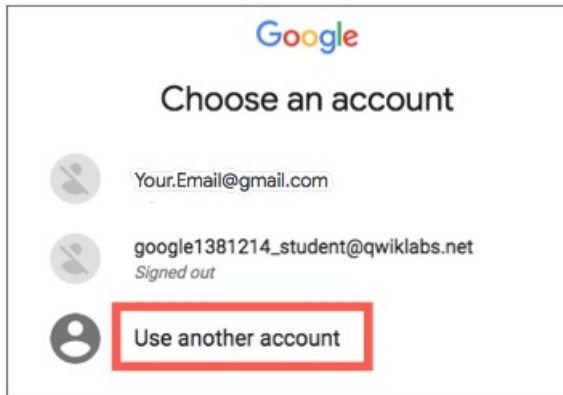 Google
Choose an account
Your.Email@gmail.com
google1381214_student@qwiklabs.net
Signed out
Use another account